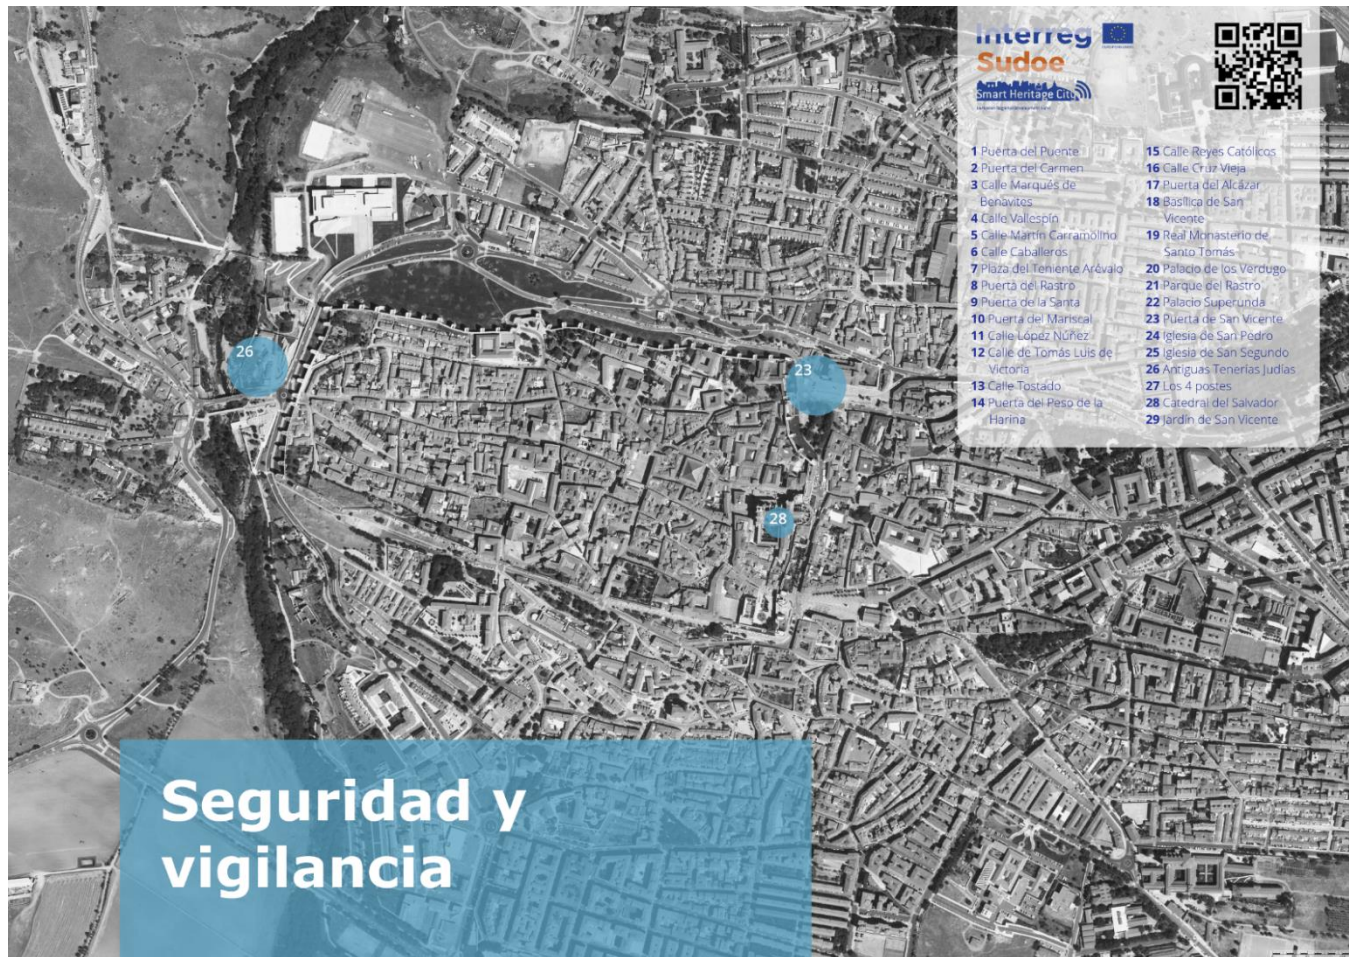 Interreg
Sudoe
Smart Heritage City
1 Puerta del Puente
2 Puerta del Carmen
3 Calle Marqués de
Benavites
4 Calle Vallespín
5 Calle Martín Carramolino
6 Calle Caballeros
7 Plaza del Teniente Arévalo
8 Puerta del Rastro
9 Puerta de la Santa
10 Puerta del Mariscal
11 Calle López Núñez
12 Calle de Tomás Luis de
Victoria
13 Calle Tostado
14 Puerta del Peso de la
Harina
15 Calle Reyes Católicos
16 Calle Cruz Vieja
17 Puerta del Alcázar
18 Basílica de San
Vicente
19 Real Monasterio de
Santo Tomás
20 Palacio de los Verdugo
21 Parque del Rastro
22 Palacio Superunda
23 Puerta de San Vicente
24 Iglesia de San Pedro
25 Iglesia de San Segundo
26 Antiguas Tenerías Judías
27 Los 4 postes
28 Catedral del Salvador
29 Jardín de San Vicente
26
23
28
Seguridad y
vigilancia